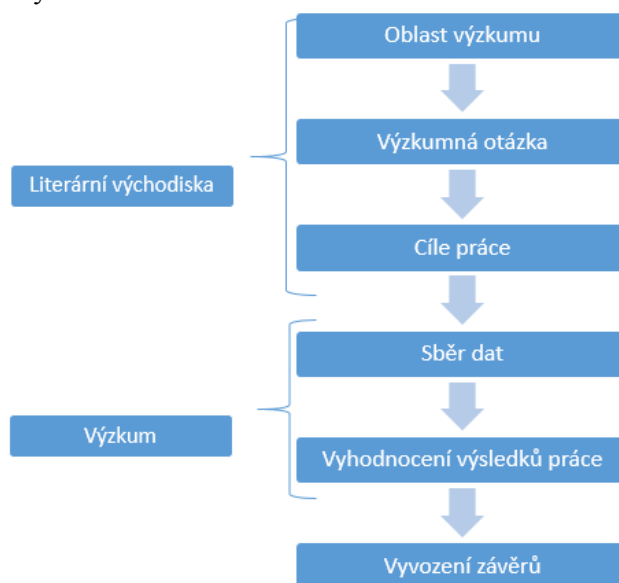 Oblast výzkumu
Výzkumná otázka
Literární východiska
Cíle práce
Sběr dat
Výzkum
Vyhodnocení výsledků práce
Vyvození závěrů